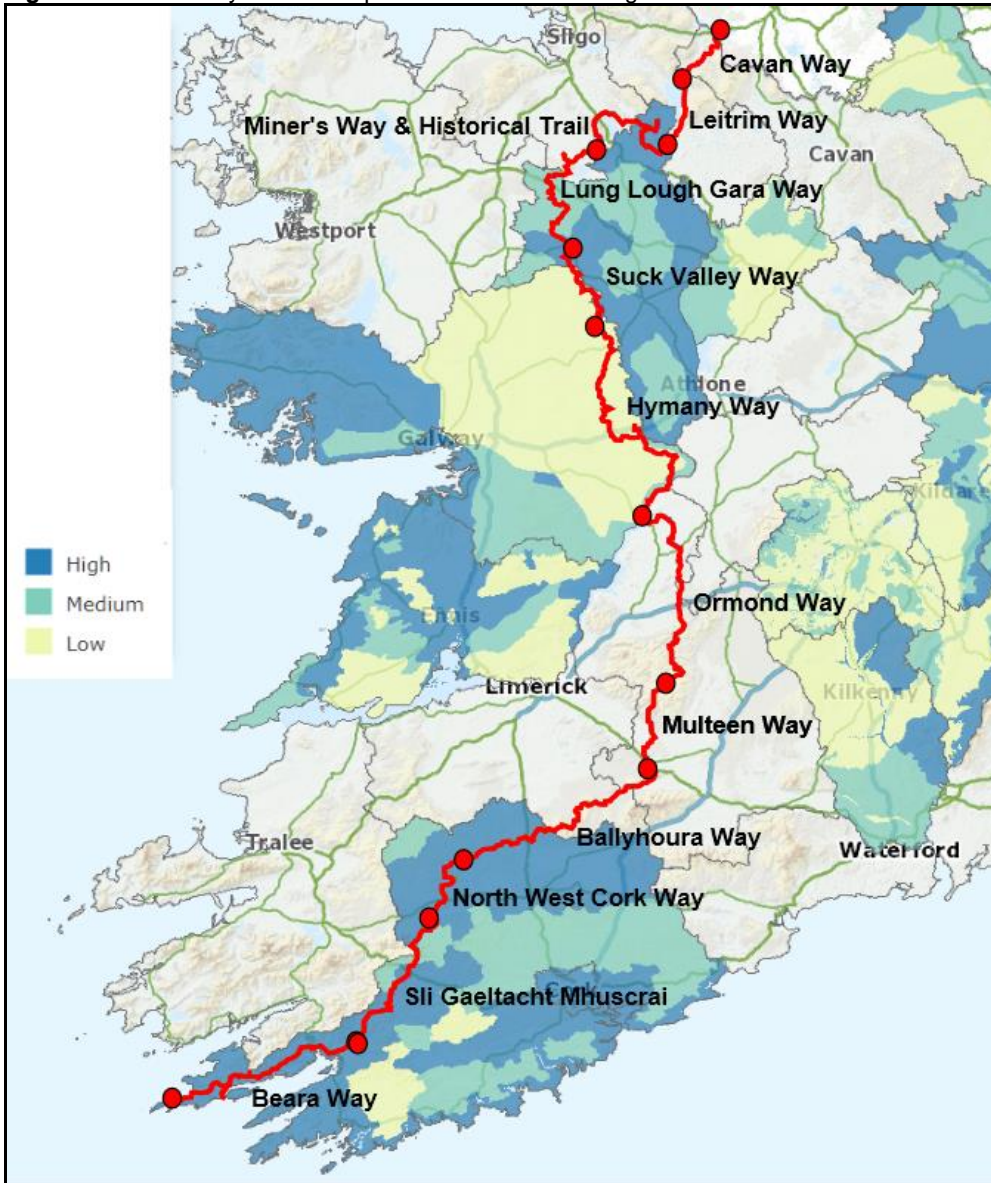 Sligo
Cavan Way
Miner's Way & Historical Trail
Leitrim Way
Cavan
Lung Lough Gara Way
Westport
Suck Valley Way
Athlone
Hymany Way
Galway
Kildare
High
Medium
Low
Ennis
Ormond Way
Limerick
Kilkenny
Multeen Way
Tralee
Ballyhoura Way
Waterford
North West Cork Way
Sli Gaeltacht Mhuscrai
Cork
Beara Way